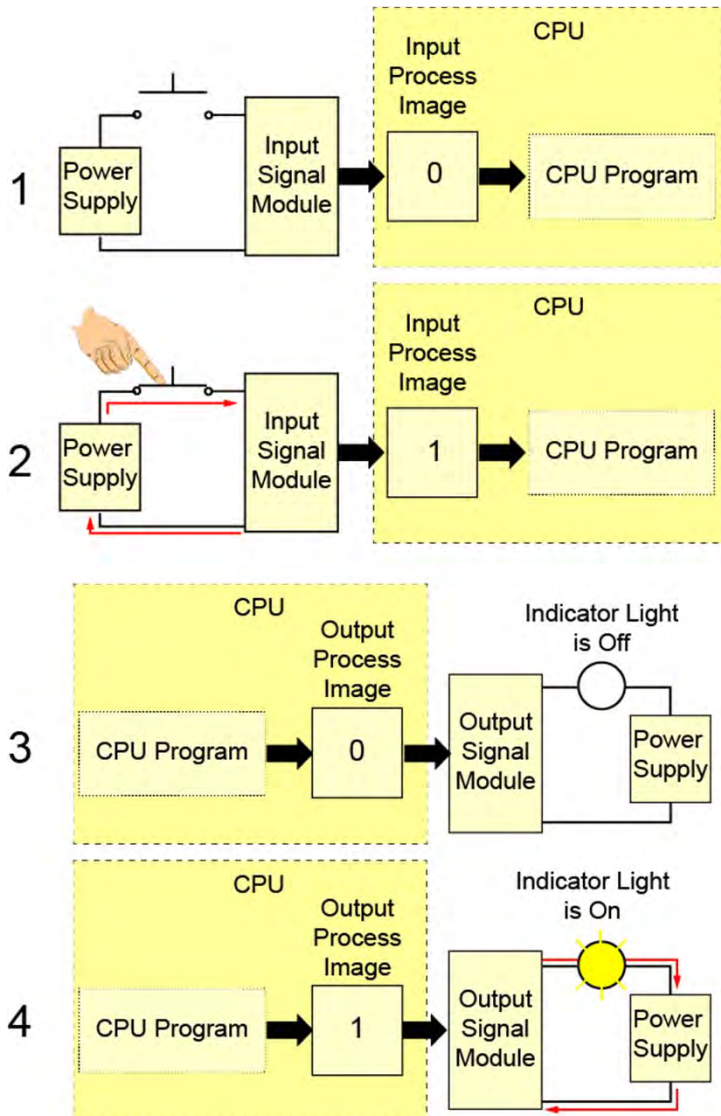 CPU
Input
Process
Image
1
Power
Supply
Input
Signal
Module
0
CPU Program
CPU
Input
Process
Image
2
Power
Supply
Input
Signal
Module
1
CPU Program
CPU
Output
Process
Image
Indicator Light
is Off
3
CPU Program
0
Output
Signal
Module
Power
Supply
CPU
Output
Process
Image
Indicator Light
is On
4
CPU Program
1
Output
Signal
Module
Power
Supply